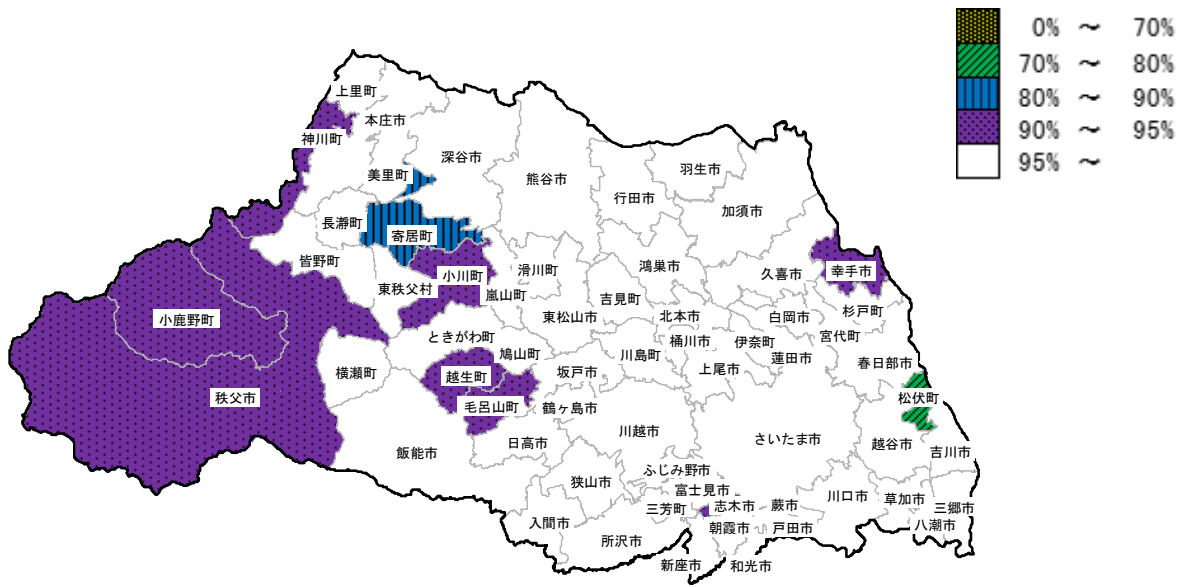 0% ～ 70%
70% ～ 80%
80% ～ 90%
90% ～ 95%
95% ～
上里町
本庄市
神川町
深谷市
美里町
熊谷市
羽生市
行田市
加須市
長瀞町
寄居町
皆野町
小川町
滑川町
鴻巣市
久喜市
幸手市
東秩父村
嵐山町
吉見町
小鹿野町
東松山市
北本市
白岡市
杉戸町
ときがわ町
桶川市
伊奈町
宮代町
鳩山町
川島町
蓮田市
春日部市
横瀬町
越生町
坂戸市
上尾市
秩父市
毛呂山町
鶴ヶ島市
松伏町
日高市
川越市
さいたま市
越谷市
吉川市
飯能市
ふじみ野市
狭山市
富士見市
三芳町
志木市
蕨市
川口市
草加市
三郷市
入間市
朝霞市
戸田市
八潮市
所沢市
新座市
和光市